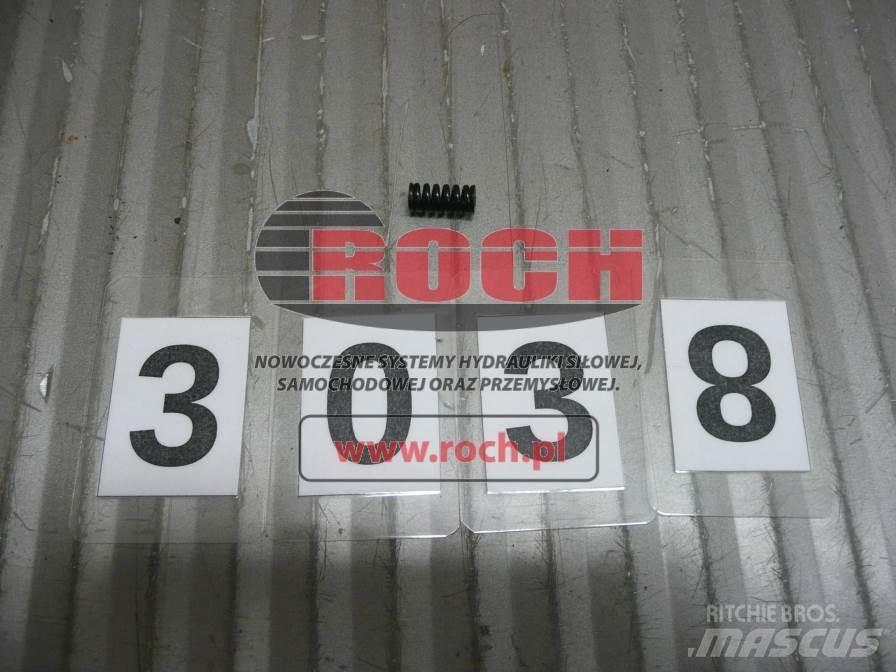 ROCH
3 0 3 8
NOWOCZESNE SYSTEMY HYDRAULIKI SIŁOWEJ,
SAMOCHODOWEJ ORAZ PRZEMYSŁOWEJ.
www.roch.pl
RITCHIE BROS.
MASCUS